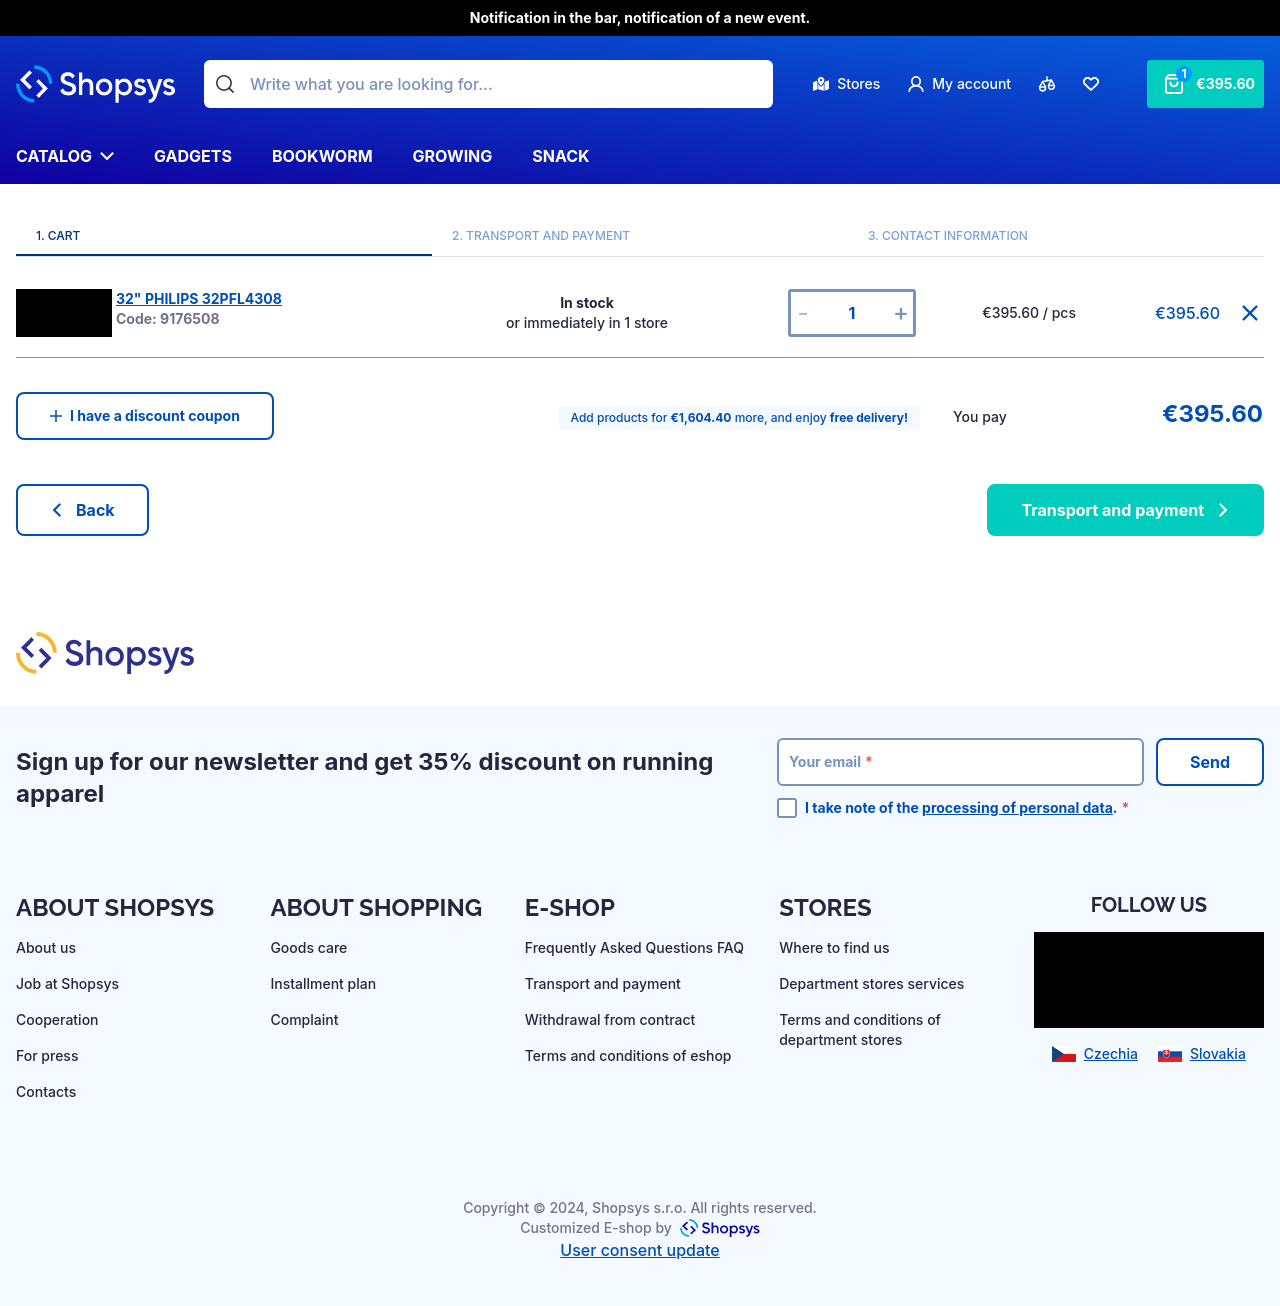 Notification in the bar, notification of a new event.
Shopsys
Write what you are looking for...
Stores
My account
1
€395.60
CATALOG
GADGETS
BOOKWORM
GROWING
SNACK
1. CART
2. TRANSPORT AND PAYMENT
3. CONTACT INFORMATION
32" PHILIPS 32PFL4308
Code: 9176508
In stock
or immediately in 1 store
- 1 +
€395.60 / pcs
€395.60
I have a discount coupon
Add products for €1,604.40 more, and enjoy free delivery!
You pay
€395.60
Back
Transport and payment
Shopsys
Sign up for our newsletter and get 35% discount on running
apparel
Your email *
Send
I take note of the processing of personal data. *
ABOUT SHOPSYS
About us
Job at Shopsys
Cooperation
For press
Contacts
ABOUT SHOPPING
Goods care
Installment plan
Complaint
E-SHOP
Frequently Asked Questions FAQ
Transport and payment
Withdrawal from contract
Terms and conditions of eshop
STORES
Where to find us
Department stores services
Terms and conditions of
department stores
FOLLOW US
Czechia
Slovakia
Copyright © 2024, Shopsys s.r.o. All rights reserved.
Customized E-shop by Shopsys
User consent update